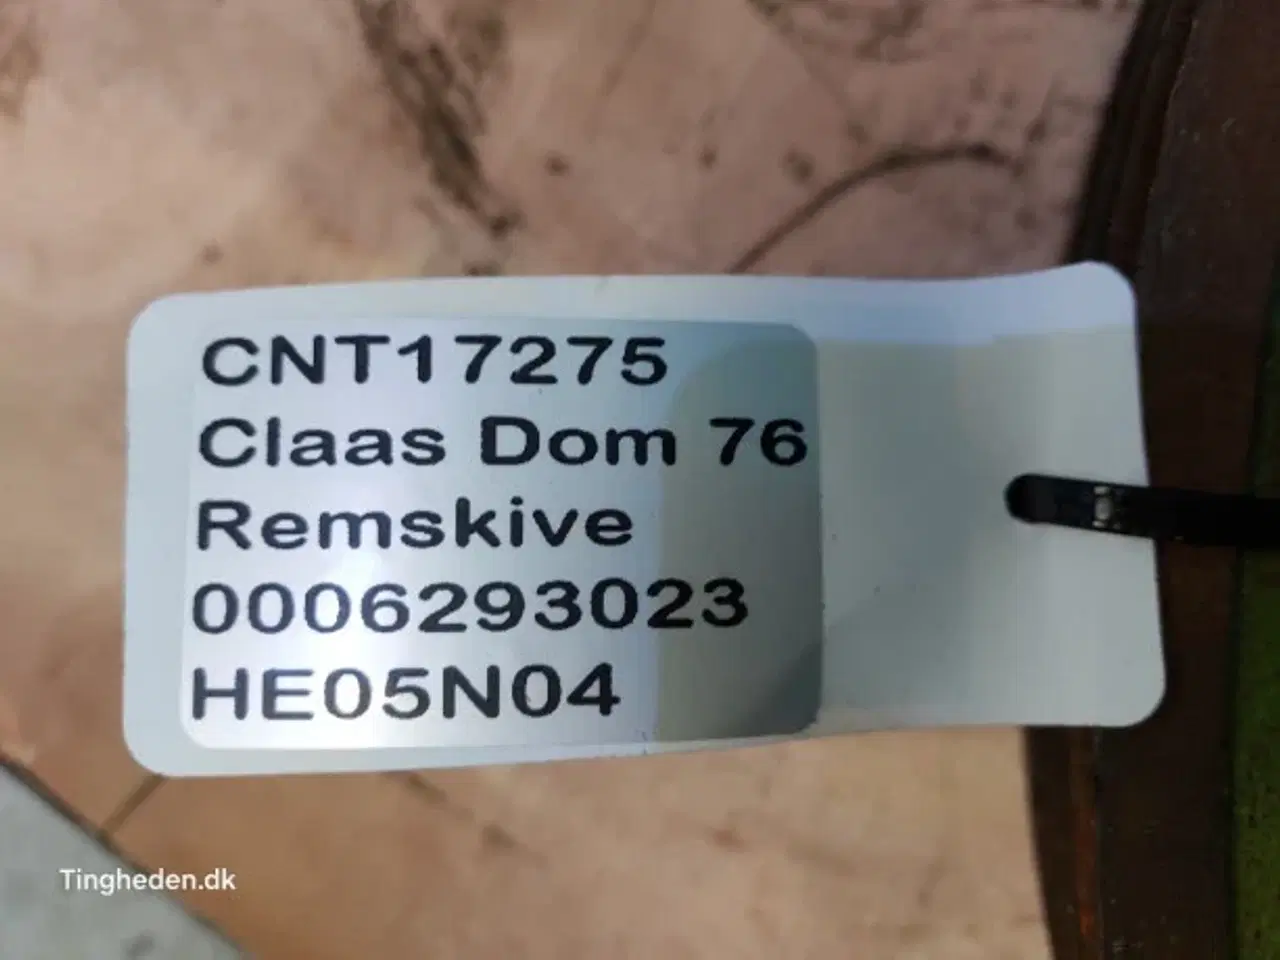 CNT17275
Claas Dom 76
Remskive
0006293023
HE05N04
Tingheden.dk